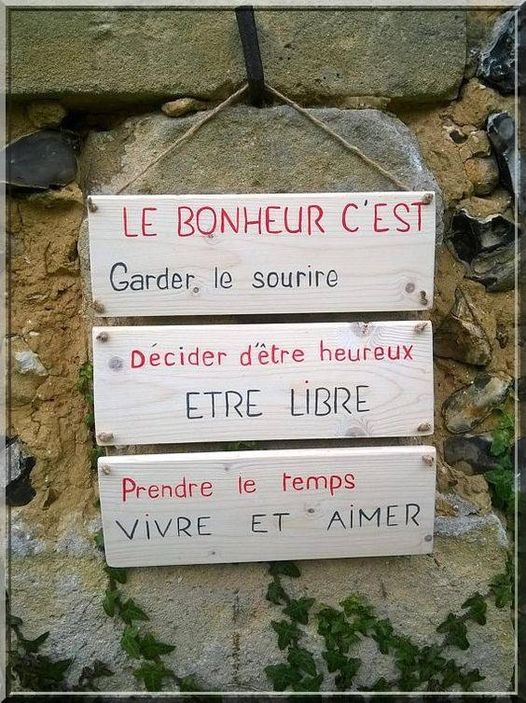 LE BONHEUR C'EST
Garder le sourire
Décider d'être heureux
ETRE LIBRE
Prendre le temps
VIVRE ET AIMER